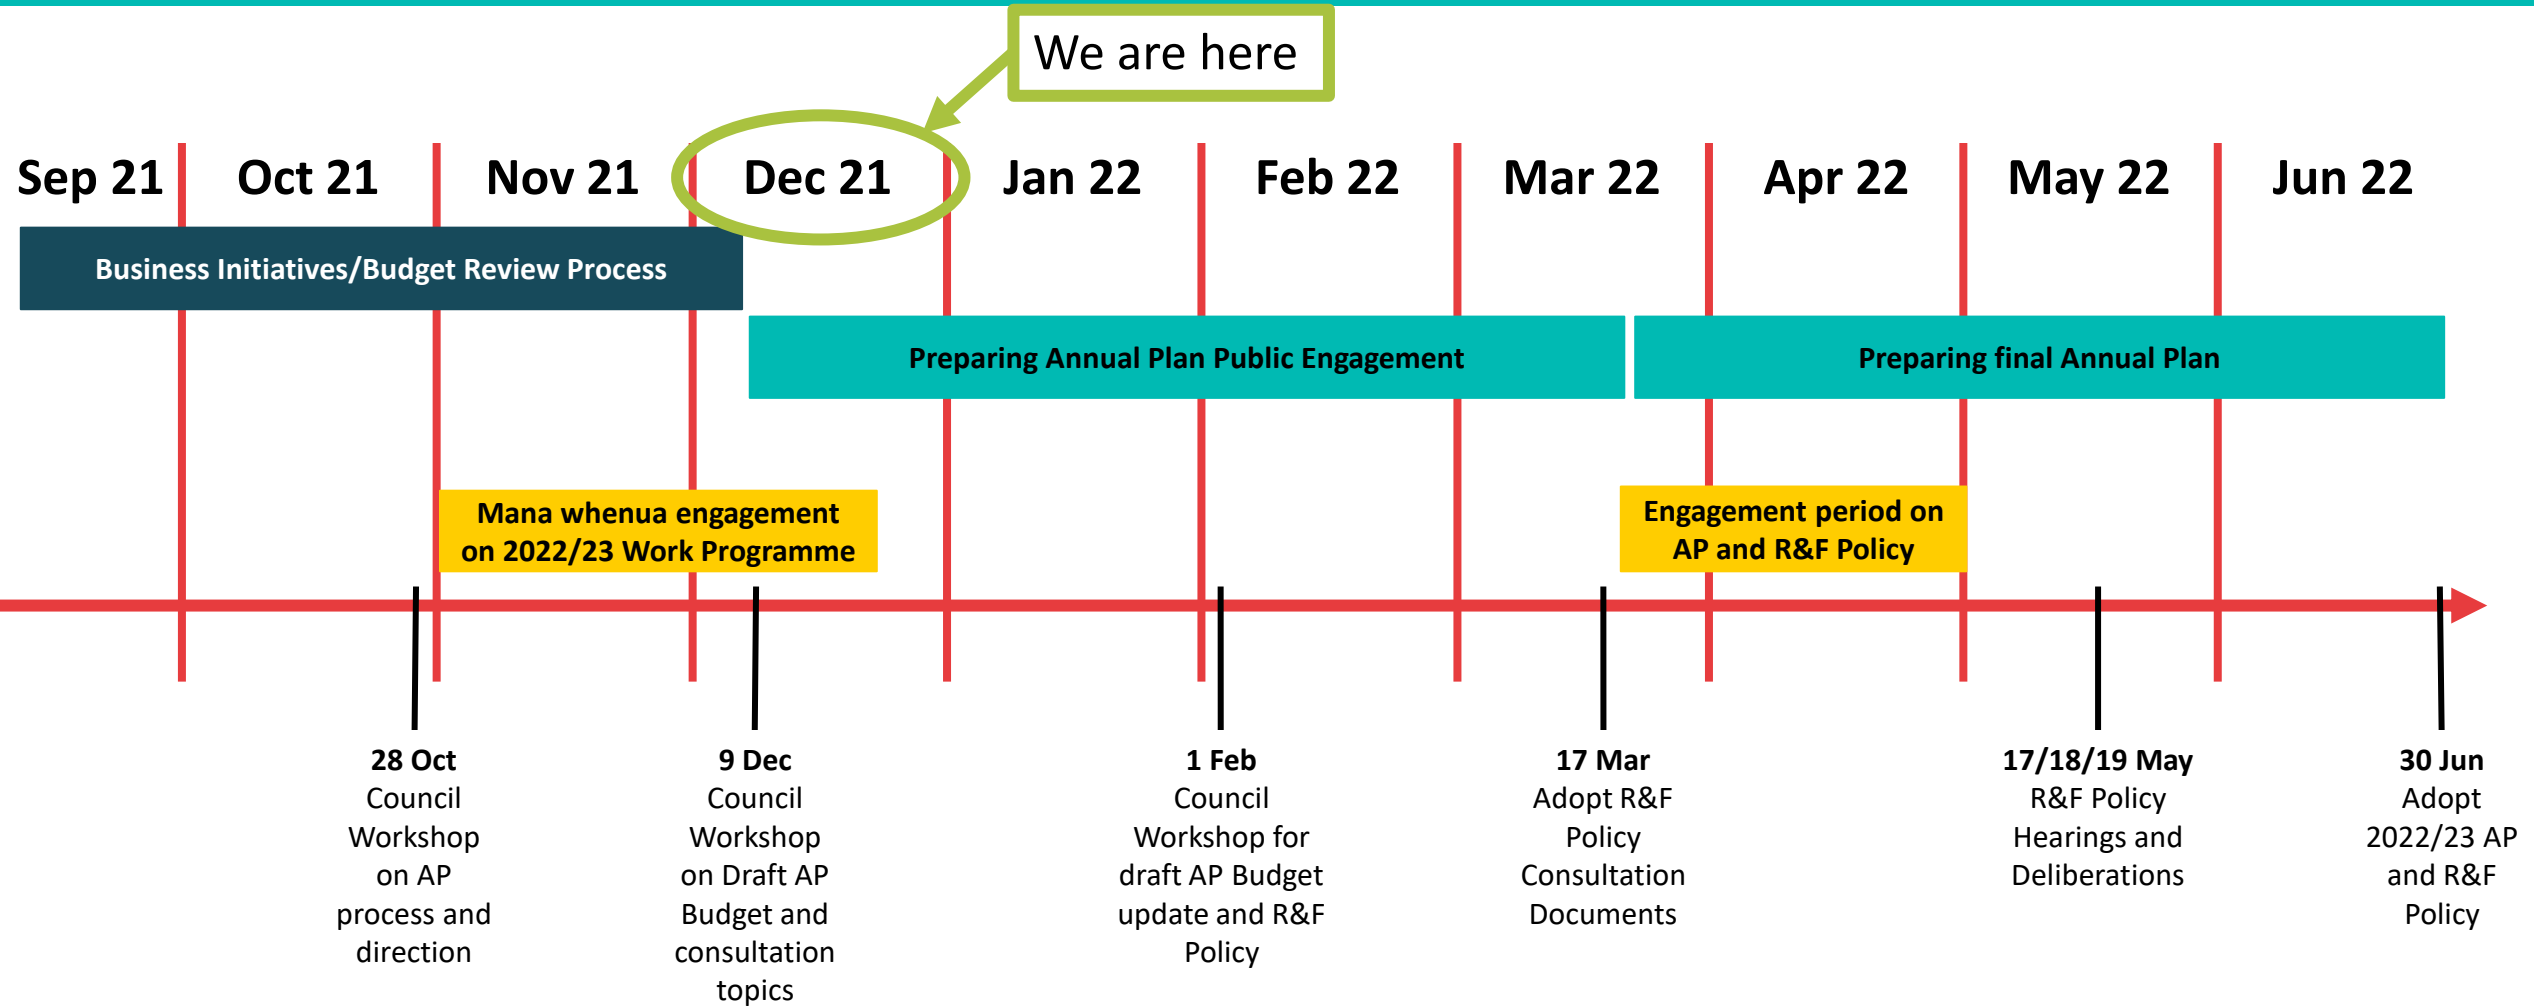 We are here
Sep 21
Oct 21
Nov 21
Dec 21
Jan 22
Feb 22
Mar 22
Apr 22
May 22
Jun 22
Business Initiatives/Budget Review Process
Preparing Annual Plan Public Engagement
Preparing final Annual Plan
Mana whenua engagement
on 2022/23 Work Programme
Engagement period on
AP and R&F Policy
28 Oct
Council
Workshop
on AP
process and
direction
9 Dec
Council
Workshop
on Draft AP
Budget and
consultation
topics
1 Feb
Council
Workshop for
draft AP Budget
update and R&F
Policy
17 Mar
Adopt R&F
Policy
Consultation
Documents
17/18/19 May
R&F Policy
Hearings and
Deliberations
30 Jun
Adopt
2022/23 AP
and R&F
Policy